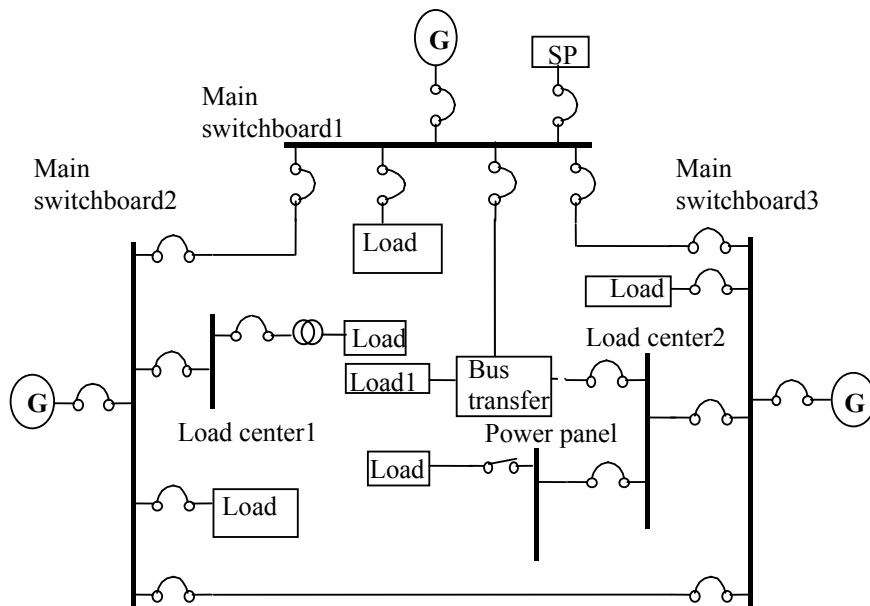 G
SP
Main
switchboard1
Main
switchboard2
Main
switchboard3
Load
Load
Load
Load center2
Load1
Bus
transfer
G
G
Load center1
Power panel
Load
Load